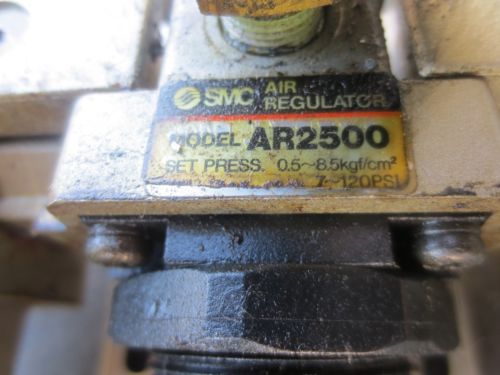 SMC AIR
REGULATOR
MODEL AR2500
SET PRESS. 0.5~8.5kgf/cm²
7~120PSI